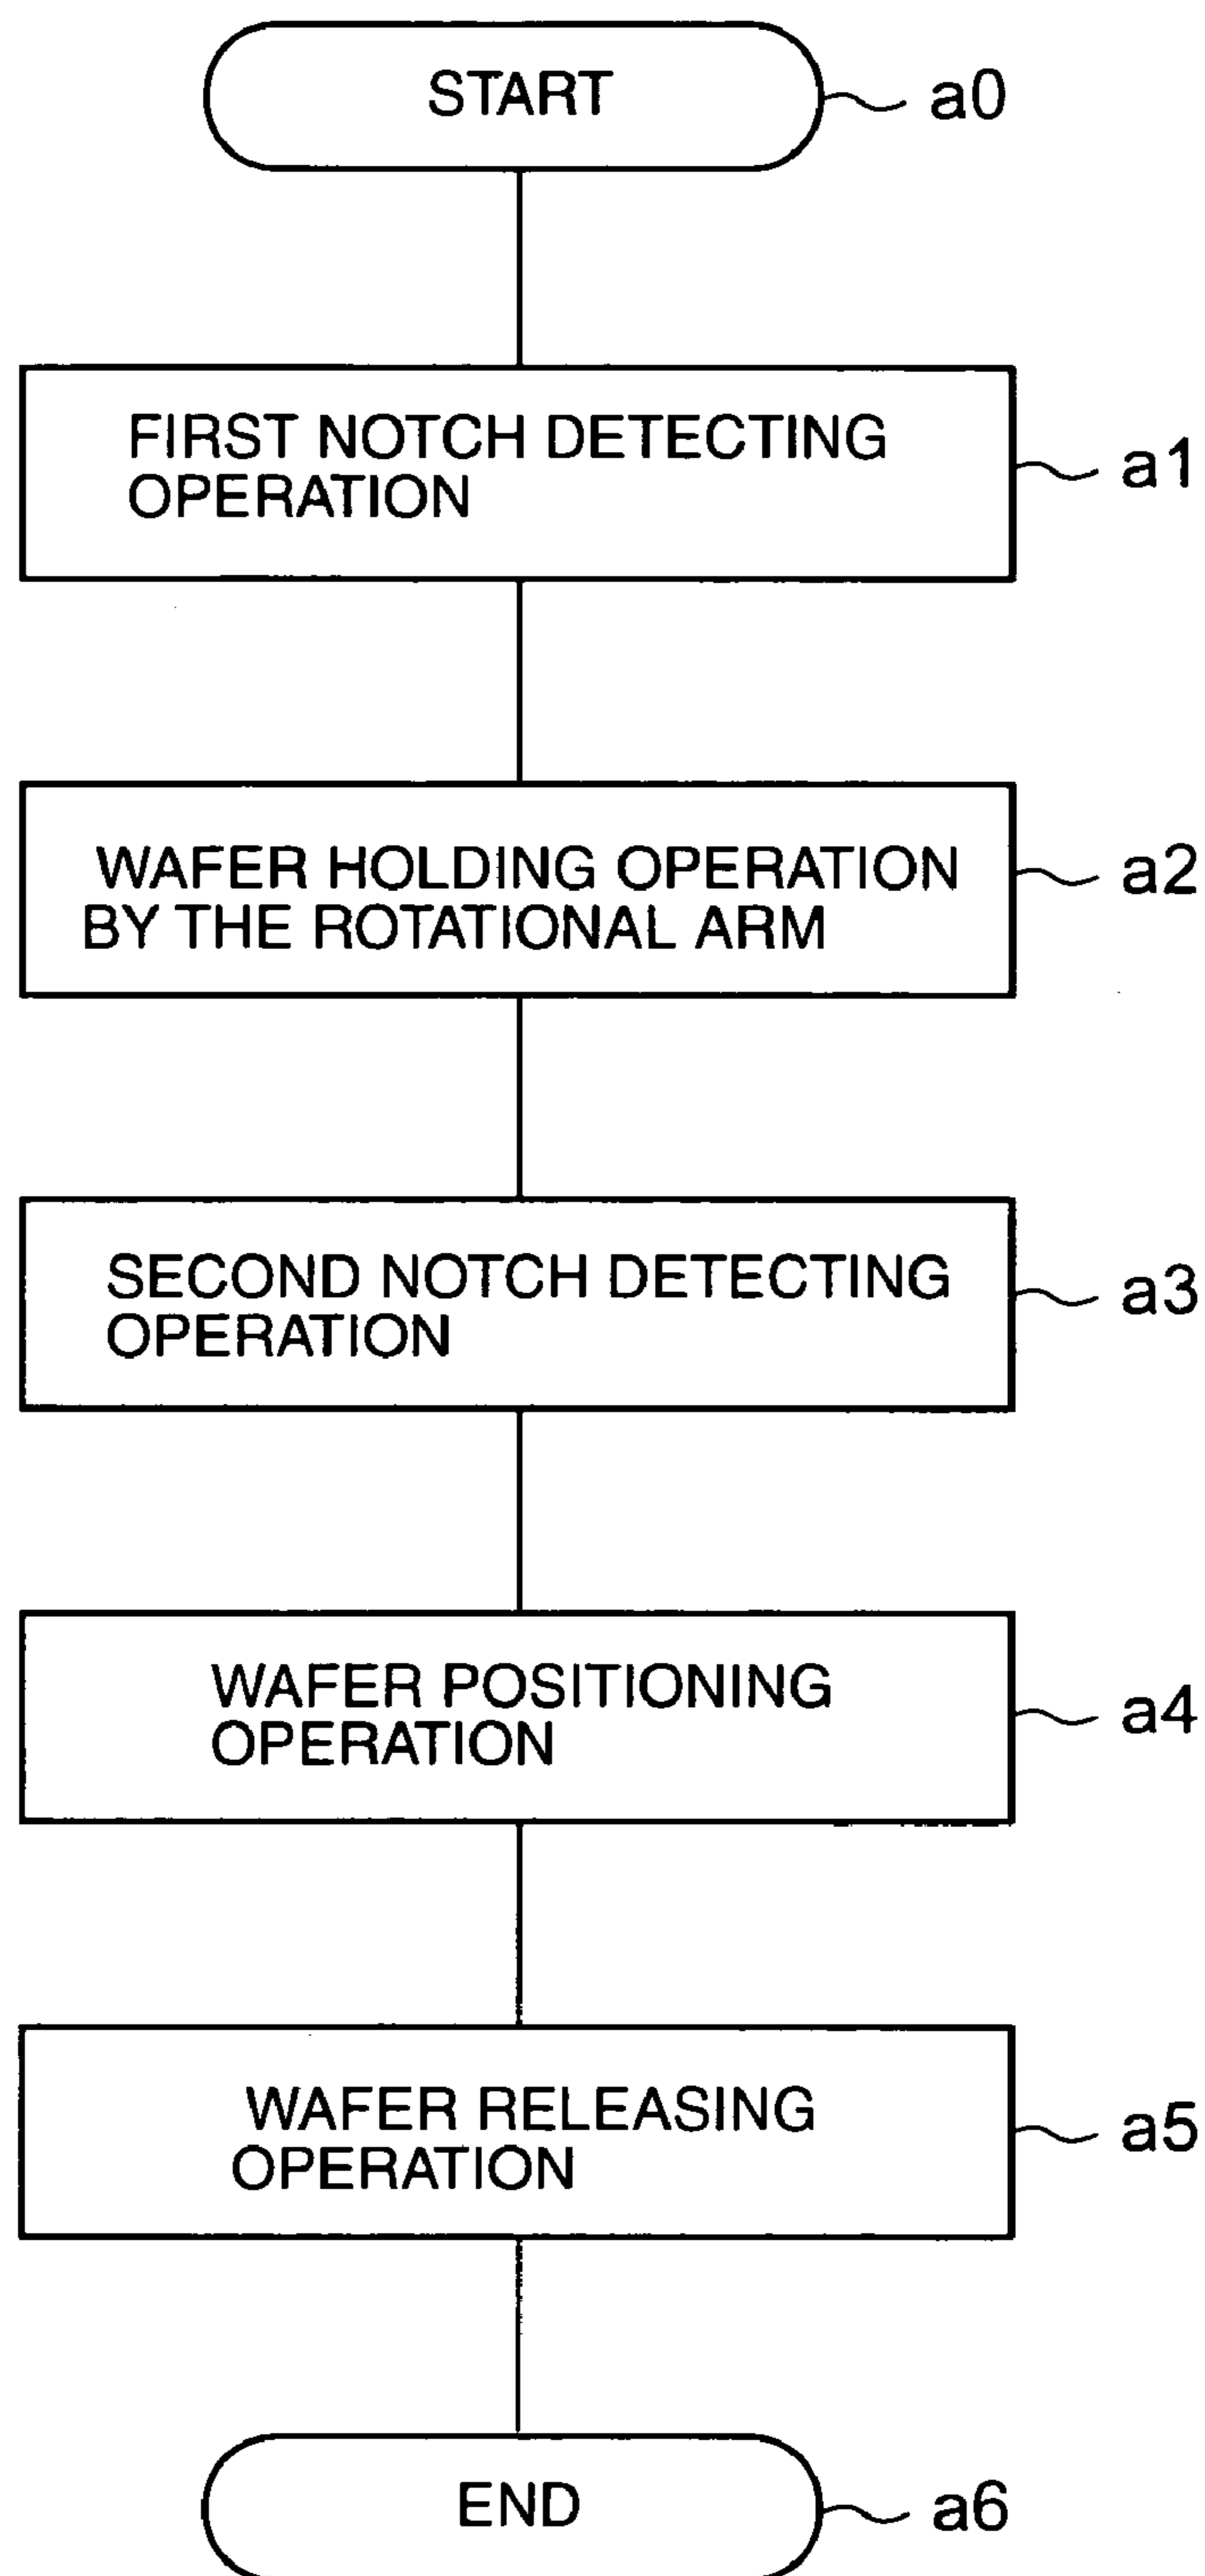 START
a0
FIRST NOTCH DETECTING
OPERATION
a1
WAFER HOLDING OPERATION
BY THE ROTATIONAL ARM
a2
SECOND NOTCH DETECTING
OPERATION
a3
WAFER POSITIONING
OPERATION
a4
WAFER RELEASING
OPERATION
a5
END
a6